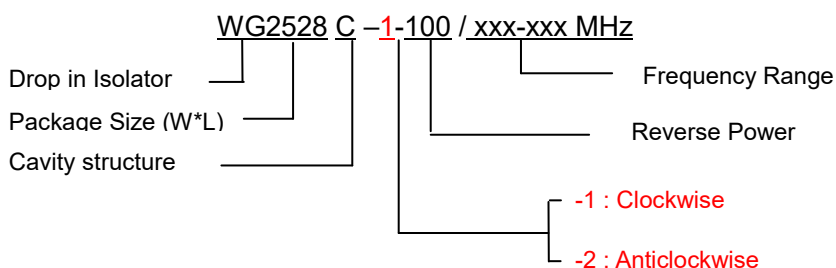 WG2528 C –1-100 / xxx-xxx MHz
Drop in Isolator
Frequency Range
Package Size (W*L)
Reverse Power
Cavity structure
-1 : Clockwise
-2 : Anticlockwise